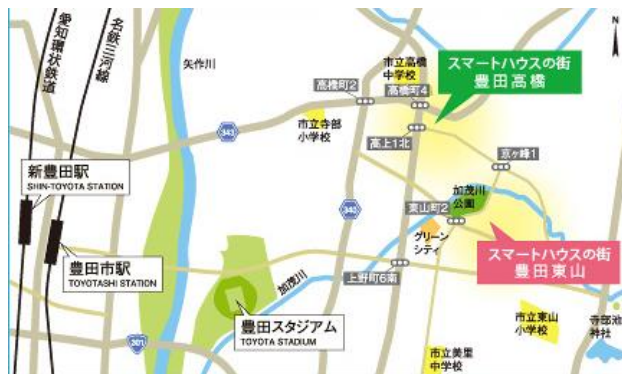 愛知環状鉄道
名鉄三河線
矢作川
N
市立高橋
中学校
スマートハウスの街
豊田高橋
高橋町2
高橋町4
343
市立寺部
小学校
高上1北
京ヶ峰1
新豊田駅
SHIN-TOYOTA STATION
加茂川
公園
340
東山町2
グリーン
シティ
スマートハウスの街
豊田東山
豊田市駅
TOYOTASHI STATION
上野町6南
加茂川
豊田スタジアム
TOYOTA STADIUM
301
市立東山
小学校
寺部池
神社
市立美里
中学校